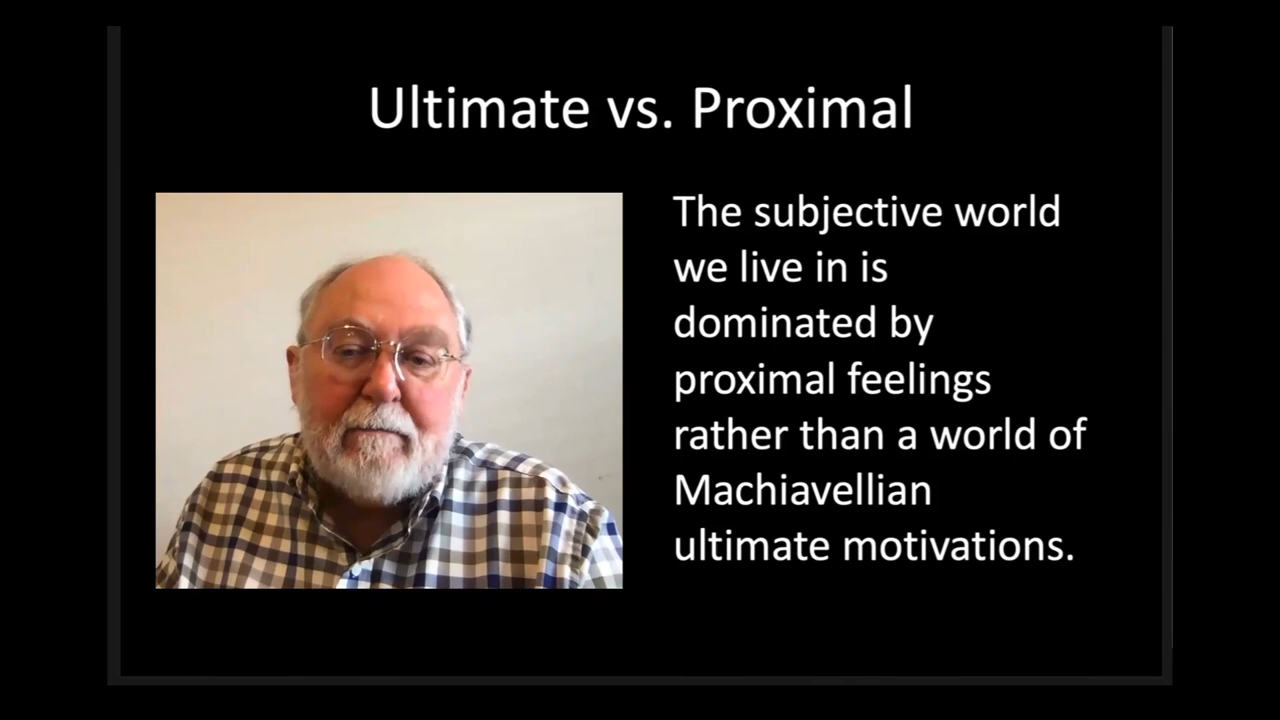 Ultimate vs. Proximal
The subjective world
we live in is
dominated by
proximal feelings
rather than a world of
Machiavellian
ultimate motivations.